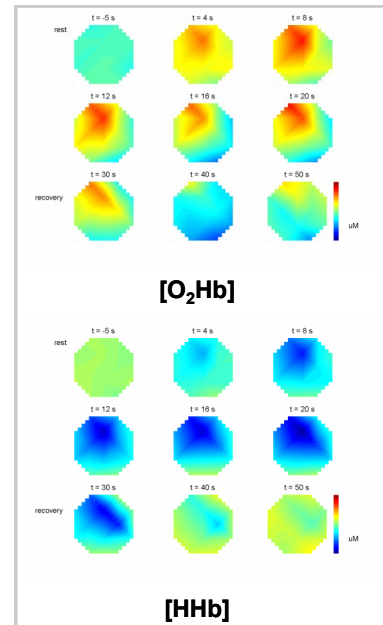 t = -5 s t = 4 s t = 8 s
rest
t = 12 s t = 16 s t = 20 s
t = 30 s t = 40 s t = 50 s
recovery
uM
[O₂Hb]
t = -5 s t = 4 s t = 8 s
rest
t = 12 s t = 16 s t = 20 s
t = 30 s t = 40 s t = 50 s
recovery
uM
[HHb]